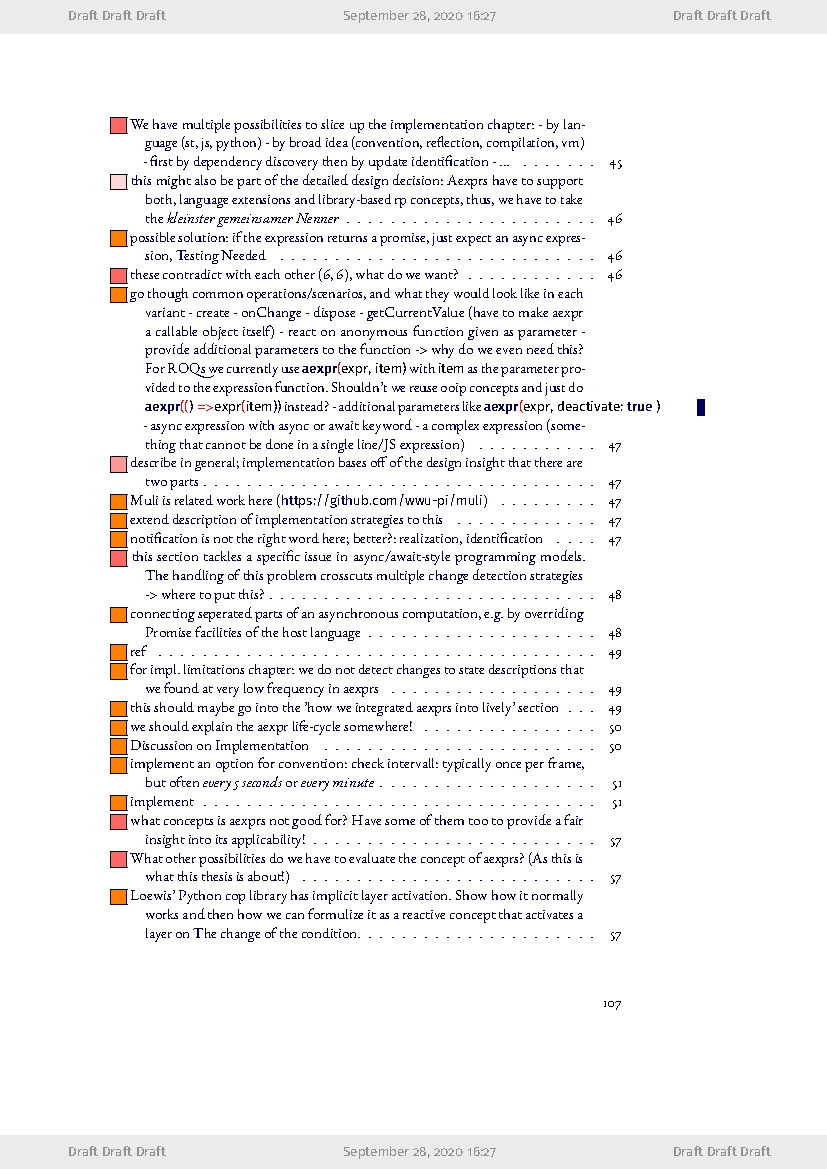 Draft Draft Draft September 28, 2020 16:27 Draft Draft Draft
We have multiple possibilities to slice up the implementation chapter: - by lan-
guage (st, js, python) - by broad idea (convention, reflection, compilation, vm)
- first by dependency discovery then by update identification - ... . . . . . . . 45
this might also be part of the detailed design decision: Aexprs have to support
both, language extensions and library-based rp concepts, thus, we have to take
the kleinster gemeinsamer Nenner . . . . . . . . . . . . . . . . . . . . . . . . 46
possible solution: if the expression returns a promise, just expect an async expres-
sion, Testing Needed . . . . . . . . . . . . . . . . . . . . . . . . . . . . . . 46
these contradict with each other (6, 6), what do we want? . . . . . . . . . . . 46
go though common operations/scenarios, and what they would look like in each
variant - create - onChange - dispose - getCurrentValue (have to make aexpr
a callable object itself) - react on anonymous function given as parameter -
provide additional parameters to the function -> why do we even need this?
For ROQs we currently use aexpr(expr, item) with item as the parameter pro-
vided to the expression function. Shouldn't we reuse ooip concepts and just do
aexpr(() =>expr(item)) instead? - additional parameters like aexpr(expr, deactivate: true )
- async expression with async or await keyword - a complex expression (some-
thing that cannot be done in a single line/JS expression) . . . . . . . . . . . 47
describe in general; implementation bases off of the design insight that there are
two parts . . . . . . . . . . . . . . . . . . . . . . . . . . . . . . . . . . . . . 47
Muli is related work here (https://github.com/wwu-pi/muli) . . . . . . . . . 47
extend description of implementation strategies to this . . . . . . . . . . . . . 47
notification is not the right word here; better?: realization, identification . . . . 47
this section tackles a specific issue in async/await-style programming models.
The handling of this problem crosscuts multiple change detection strategies
-> where to put this? . . . . . . . . . . . . . . . . . . . . . . . . . . . . . . . 48
connecting seperated parts of an asynchronous computation, e.g. by overriding
Promise facilities of the host language . . . . . . . . . . . . . . . . . . . . . . 48
ref . . . . . . . . . . . . . . . . . . . . . . . . . . . . . . . . . . . . . . . . . 49
for impl. limitations chapter: we do not detect changes to state descriptions that
we found at very low frequency in aexprs . . . . . . . . . . . . . . . . . . . . 49
this should maybe go into the 'how we integrated aexprs into lively' section . . . 49
we should explain the aexpr life-cycle somewhere! . . . . . . . . . . . . . . . . 50
Discussion on Implementation . . . . . . . . . . . . . . . . . . . . . . . . . . 50
implement an option for convention: check intervall: typically once per frame,
but often every 5 seconds or every minute . . . . . . . . . . . . . . . . . . . . . 51
implement . . . . . . . . . . . . . . . . . . . . . . . . . . . . . . . . . . . . . 51
what concepts is aexprs not good for? Have some of them too to provide a fair
insight into its applicability! . . . . . . . . . . . . . . . . . . . . . . . . . . . 57
What other possibilities do we have to evaluate the concept of aexprs? (As this is
what this thesis is about!) . . . . . . . . . . . . . . . . . . . . . . . . . . . . 57
Loewis' Python cop library has implicit layer activation. Show how it normally
works and then how we can formulize it as a reactive concept that activates a
layer on The change of the condition. . . . . . . . . . . . . . . . . . . . . . . 57
107
Draft Draft Draft September 28, 2020 16:27 Draft Draft Draft